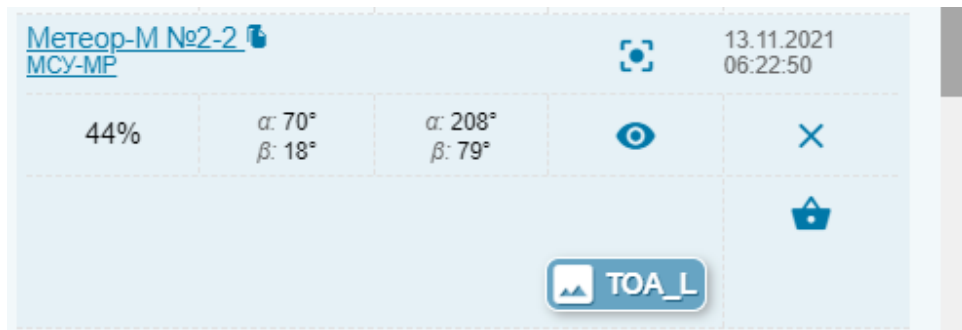 Метеор-М №2-2
МСУ-МР
13.11.2021
06:22:50
44%
α: 70°
β: 18°
α: 208°
β: 79°
TOA_L